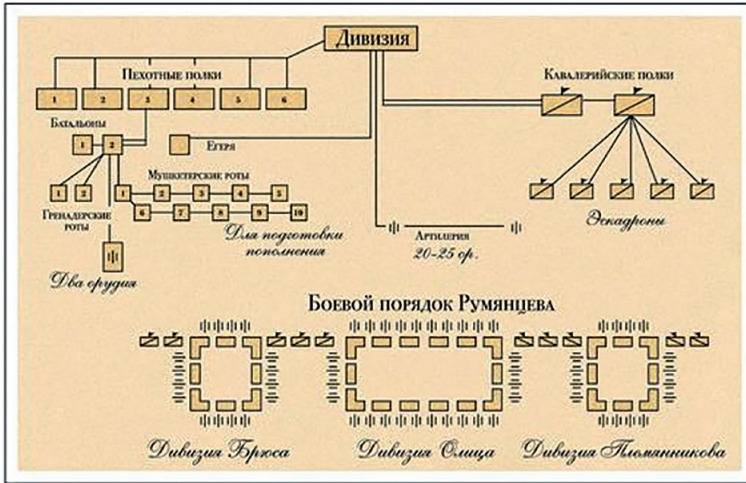 Дивизия
Пехотные полки
Кавалерийские полки
1 2 3 4 5 6
Батальоны
1 2
Егеря
Мушкетерские роты
1 2
1 2 3 4 5
6 7 8 9 10
Гренадерские
роты
Для подготовки
пополнения
Артилерия
20-25 ор.
Эскадроны
Два орудия
Боевой порядок Румянцева
Дивизия Брюса
Дивизия Олица
Дивизия Племянникова